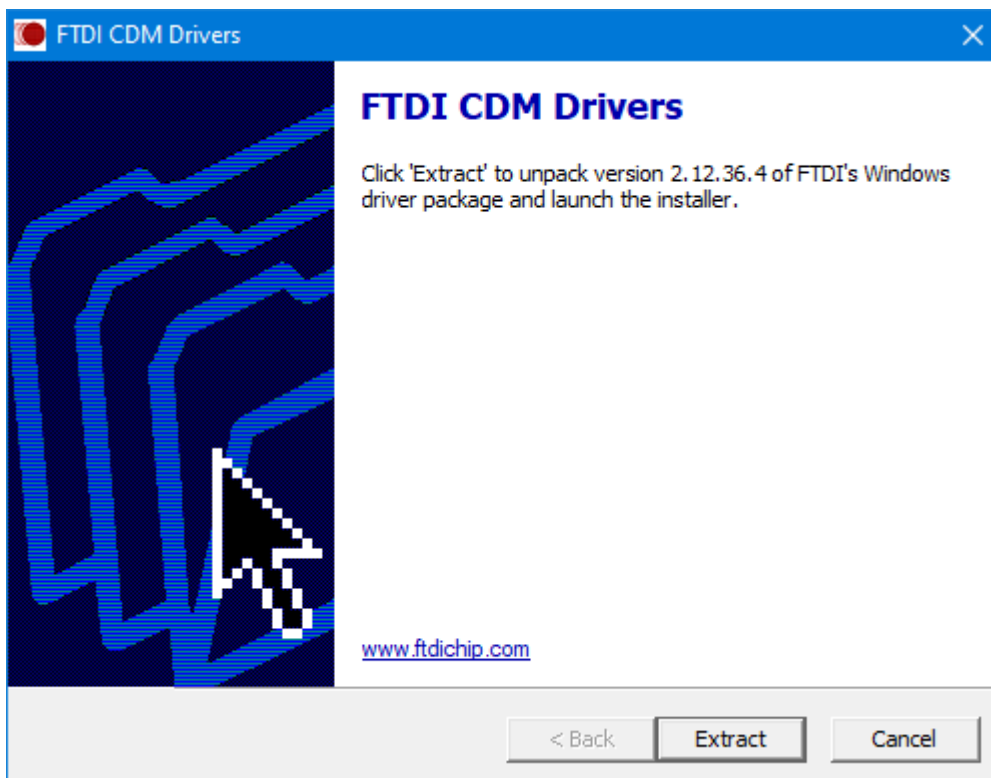 FTDI CDM Drivers
FTDI CDM Drivers
Click 'Extract' to unpack version 2.12.36.4 of FTDI's Windows
driver package and launch the installer.
www.ftdichip.com
< Back
Extract
Cancel